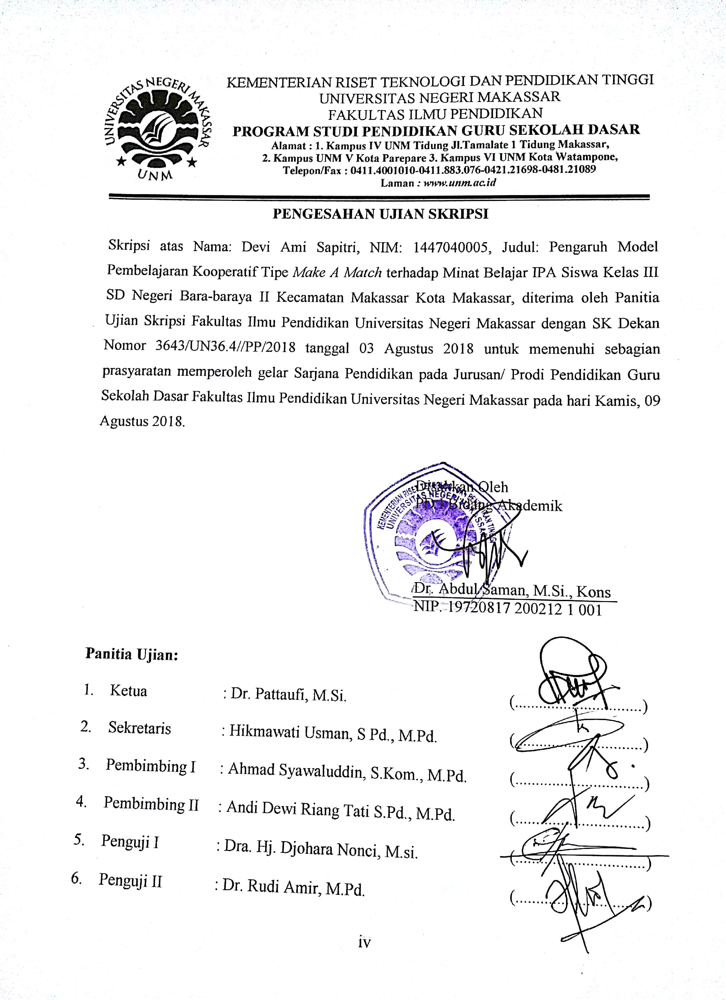 UNIVERSITAS NEGERI MAKASSAR
UNM
KEMENTERIAN RISET TEKNOLOGI DAN PENDIDIKAN TINGGI
UNIVERSITAS NEGERI MAKASSAR
FAKULTAS ILMU PENDIDIKAN
PROGRAM STUDI PENDIDIKAN GURU SEKOLAH DASAR
Alamat : 1. Kampus IV UNM Tidung Jl.Tamalate 1 Tidung Makassar,
2. Kampus UNM V Kota Parepare 3. Kampus VI UNM Kota Watampone,
Telepon/Fax : 0411.4001010-0411.883.076-0421.21698-0481.21089
Laman : www.unm.ac.id
PENGESAHAN UJIAN SKRIPSI
Skripsi atas Nama: Devi Ami Sapitri, NIM: 1447040005, Judul: Pengaruh Model
Pembelajaran Kooperatif Tipe Make A Match terhadap Minat Belajar IPA Siswa Kelas III
SD Negeri Bara-baraya II Kecamatan Makassar Kota Makassar, diterima oleh Panitia
Ujian Skripsi Fakultas Ilmu Pendidikan Universitas Negeri Makassar dengan SK Dekan
Nomor 3643/UN36.4//PP/2018 tanggal 03 Agustus 2018 untuk memenuhi sebagian
prasyaratan memperoleh gelar Sarjana Pendidikan pada Jurusan/ Prodi Pendidikan Guru
Sekolah Dasar Fakultas Ilmu Pendidikan Universitas Negeri Makassar pada hari Kamis, 09
Agustus 2018.
Disahkan Oleh
PD I Bidang Akademik
KEMENTERIAN RISET TEKNOLOGI DAN PENDIDIKAN TINGGI
UNIVERSITAS NEGERI MAKASSAR
Dr. Abdul Saman, M.Si., Kons
NIP. 19720817 200212 1 001
Panitia Ujian:
1. Ketua : Dr. Pattaufi, M.Si. (..............................)
2. Sekretaris : Hikmawati Usman, S Pd., M.Pd. (..............................)
3. Pembimbing I : Ahmad Syawaluddin, S.Kom., M.Pd. (..............................)
4. Pembimbing II : Andi Dewi Riang Tati S.Pd., M.Pd. (..............................)
5. Penguji I : Dra. Hj. Djohara Nonci, M.si. (..............................)
6. Penguji II : Dr. Rudi Amir, M.Pd. (..............................)
iv